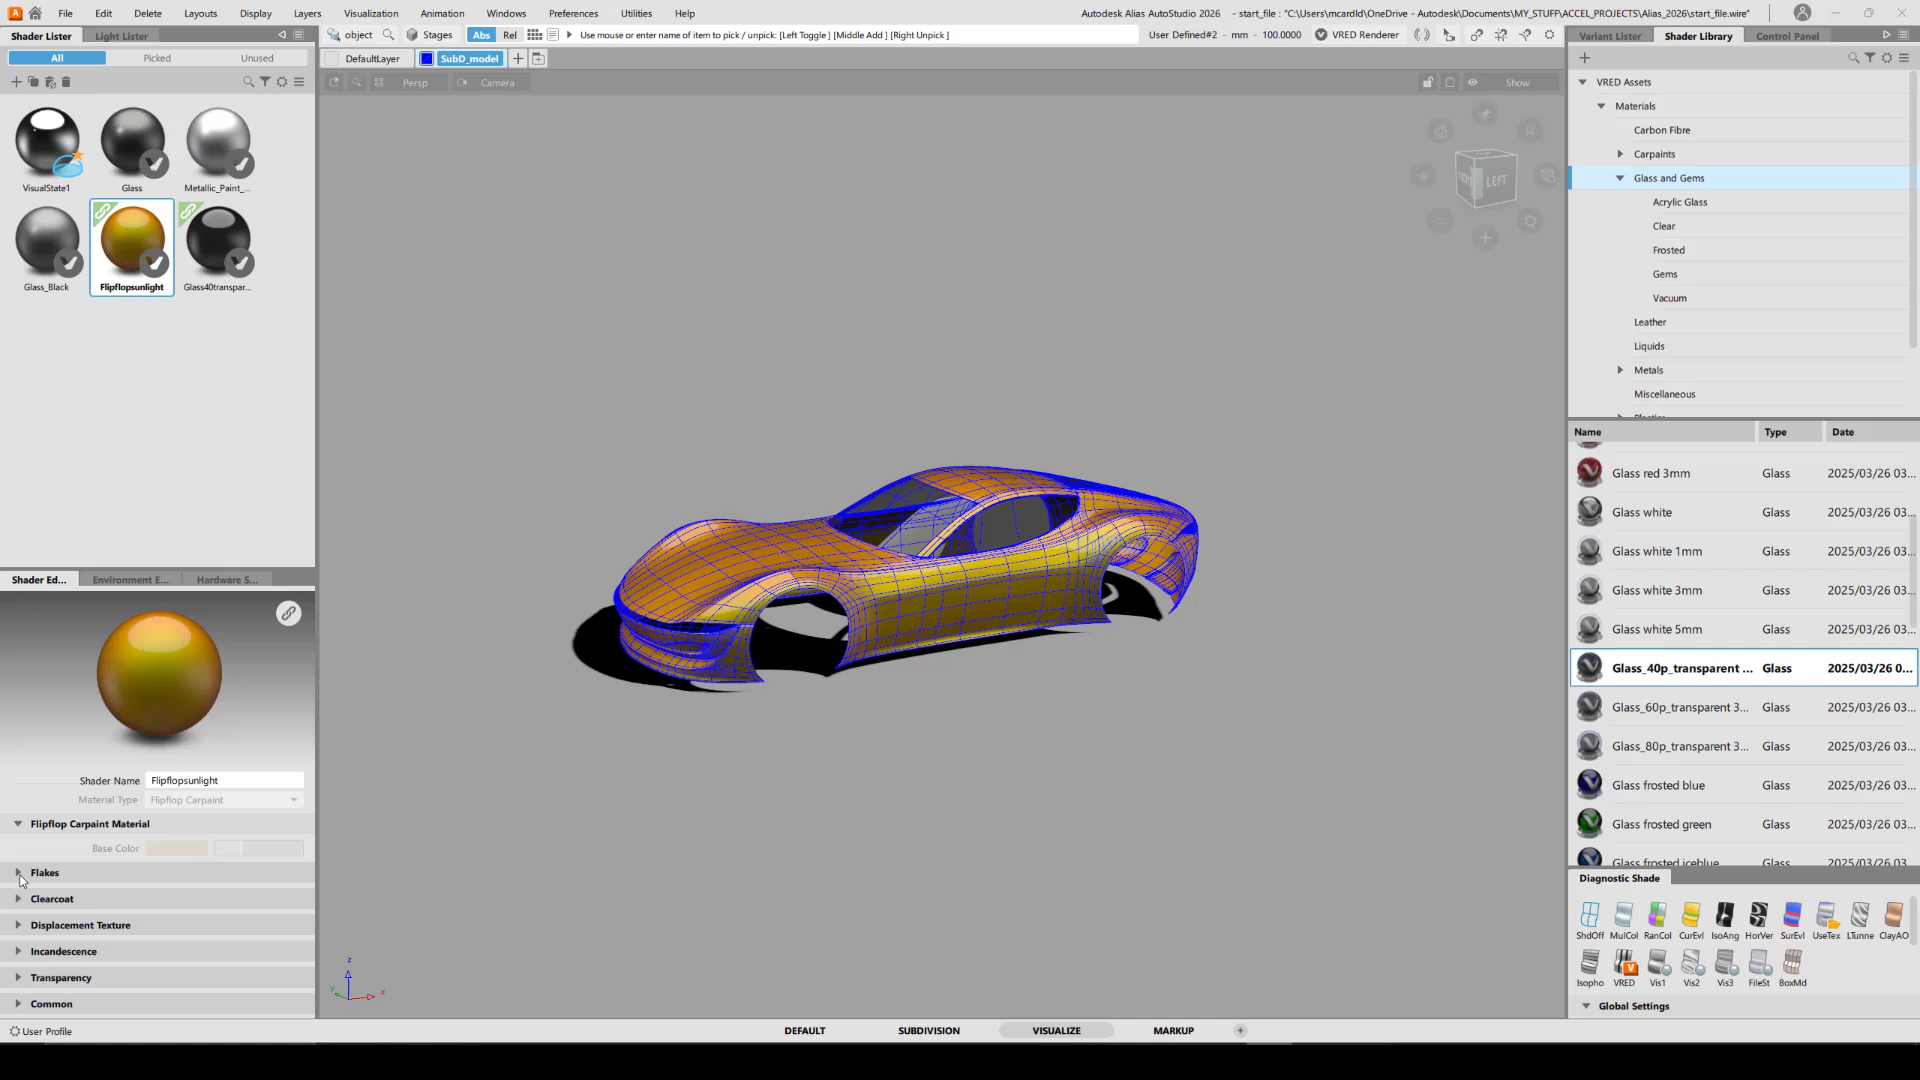 File Edit Delete Layouts Display Layers Visualization Animation Windows Preferences Utilities Help
Autodesk Alias AutoStudio 2026 - start_file : "C:\Users\mcardld\OneDrive - Autodesk\Documents\MY_STUFF\ACCEL_PROJECTS\Alias_2026\start_file.wire"
Shader Lister Light Lister
object Stages Abs Rel Use mouse or enter name of item to pick / unpick: [Left Toggle ] [Middle Add ] [Right Unpick ]
User Defined#2 - mm - 100.0000 VRED Renderer
Variant Lister Shader Library Control Panel
All Picked Unused
DefaultLayer SubD_model
Persp Camera Show
VisualState1 Glass Metallic_Paint_...
Glass_Black Flipflopsunlight Glass40transpar...
LEFT
VRED Assets
Materials
Carbon Fibre
Carpaints
Glass and Gems
Acrylic Glass
Clear
Frosted
Gems
Vacuum
Leather
Liquids
Metals
Miscellaneous
Name Type Date
Glass red 3mm Glass 2025/03/26 03...
Glass white Glass 2025/03/26 03...
Glass white 1mm Glass 2025/03/26 03...
Glass white 3mm Glass 2025/03/26 03...
Glass white 5mm Glass 2025/03/26 03...
Glass_40p_transparent ... Glass 2025/03/26 0...
Glass_60p_transparent 3... Glass 2025/03/26 03...
Glass_80p_transparent 3... Glass 2025/03/26 03...
Glass frosted blue Glass 2025/03/26 03...
Glass frosted green Glass 2025/03/26 03...
Glass frosted iceblue Glass 2025/03/26 03...
Shader Ed... Environment E... Hardware S...
Shader Name Flipflopsunlight
Material Type Flipflop Carpaint
Flipflop Carpaint Material
Base Color
Flakes
Clearcoat
Displacement Texture
Incandescence
Transparency
Common
Diagnostic Shade
ShdOff MulCol RanCol CurEvl IsoAng HorVer SurEvl UseTex LTunne ClayAO
Isopho VRED Vis1 Vis2 Vis3 FileSt BoxMd
Global Settings
z
y
x
User Profile
DEFAULT SUBDIVISION VISUALIZE MARKUP